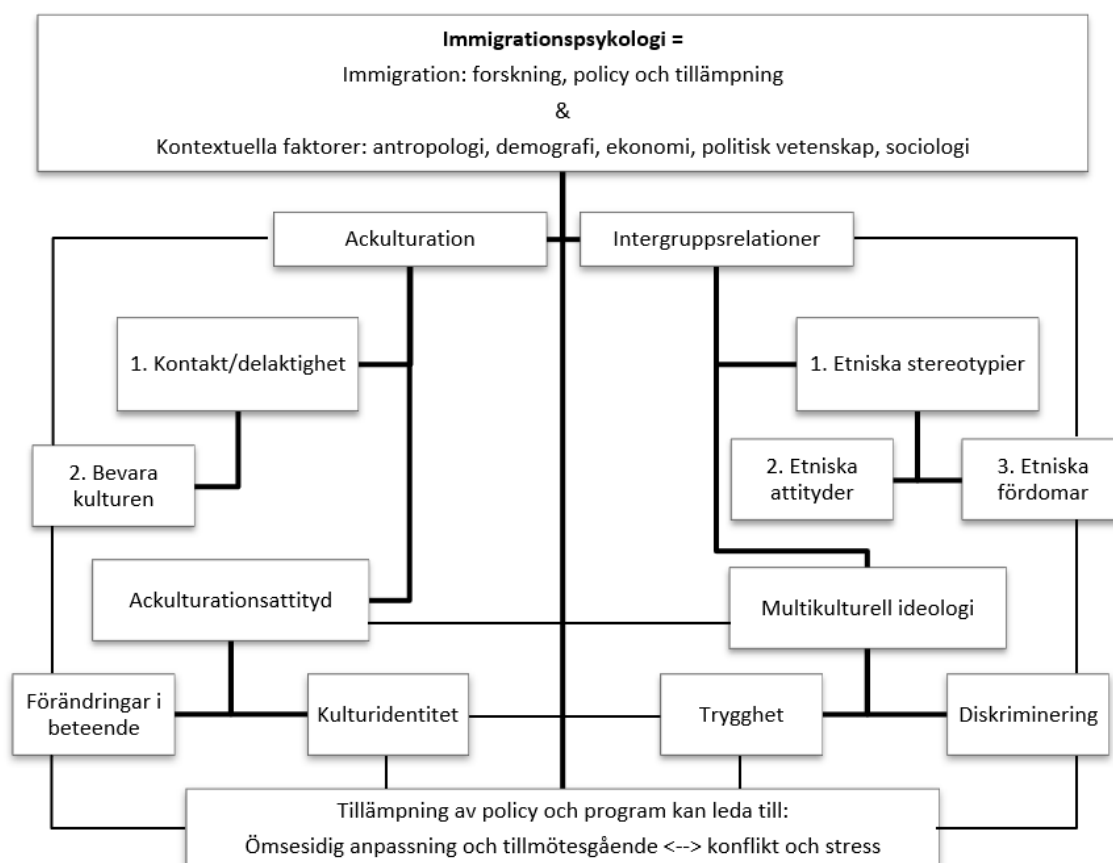 Immigrationspsykologi =
Immigration: forskning, policy och tillämpning
&
Kontextuella faktorer: antropologi, demografi, ekonomi, politisk vetenskap, sociologi
Ackulturation
Intergruppsrelationer
1. Kontakt/delaktighet
1. Etniska stereotypier
2. Bevara
kulturen
2. Etniska
attityder
3. Etniska
fördomar
Ackulturationsattityd
Multikulturell ideologi
Förändringar i
beteende
Kulturidentitet
Trygghet
Diskriminering
Tillämpning av policy och program kan leda till:
Ömsesidig anpassning och tillmötesgående <--> konflikt och stress